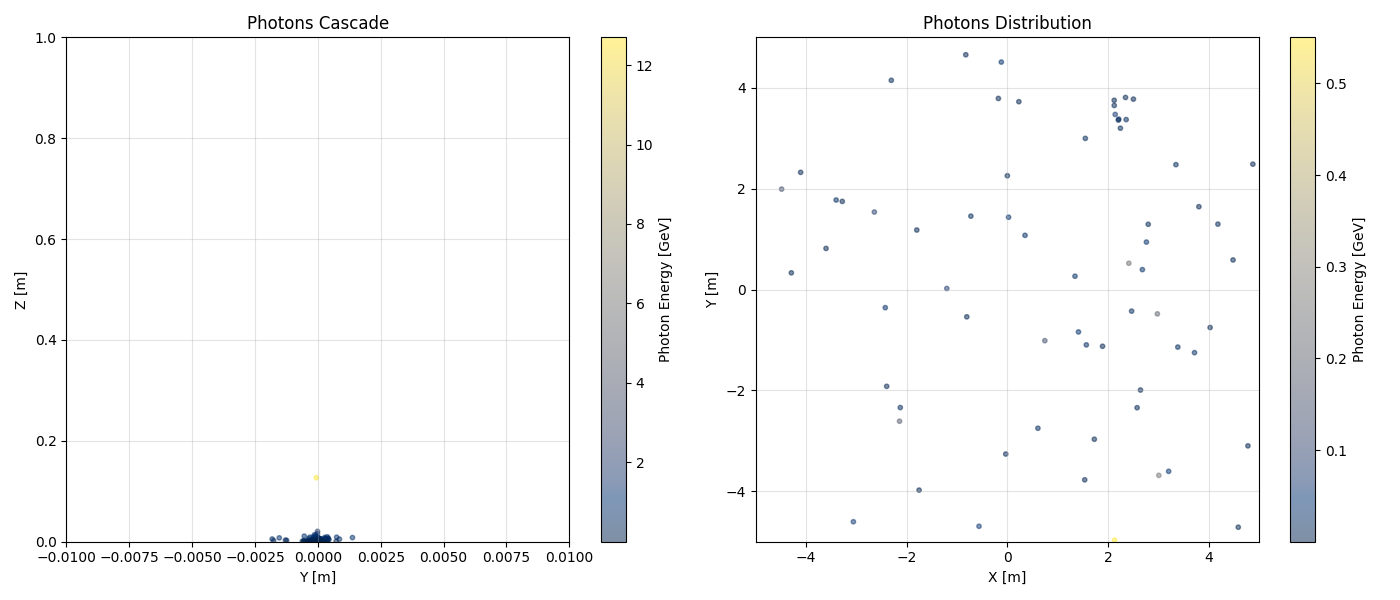 Photons Cascade
1.0
0.8
0.6
0.4
0.2
0.0
Z [m]
−0.0100 −0.0075 −0.0050 −0.0025 0.0000 0.0025 0.0050 0.0075 0.0100
Y [m]
12
10
8
6
4
2
Photon Energy [GeV]
Photons Distribution
4
2
0
−2
−4
Y [m]
−4 −2 0 2 4
X [m]
0.5
0.4
0.3
0.2
0.1
Photon Energy [GeV]